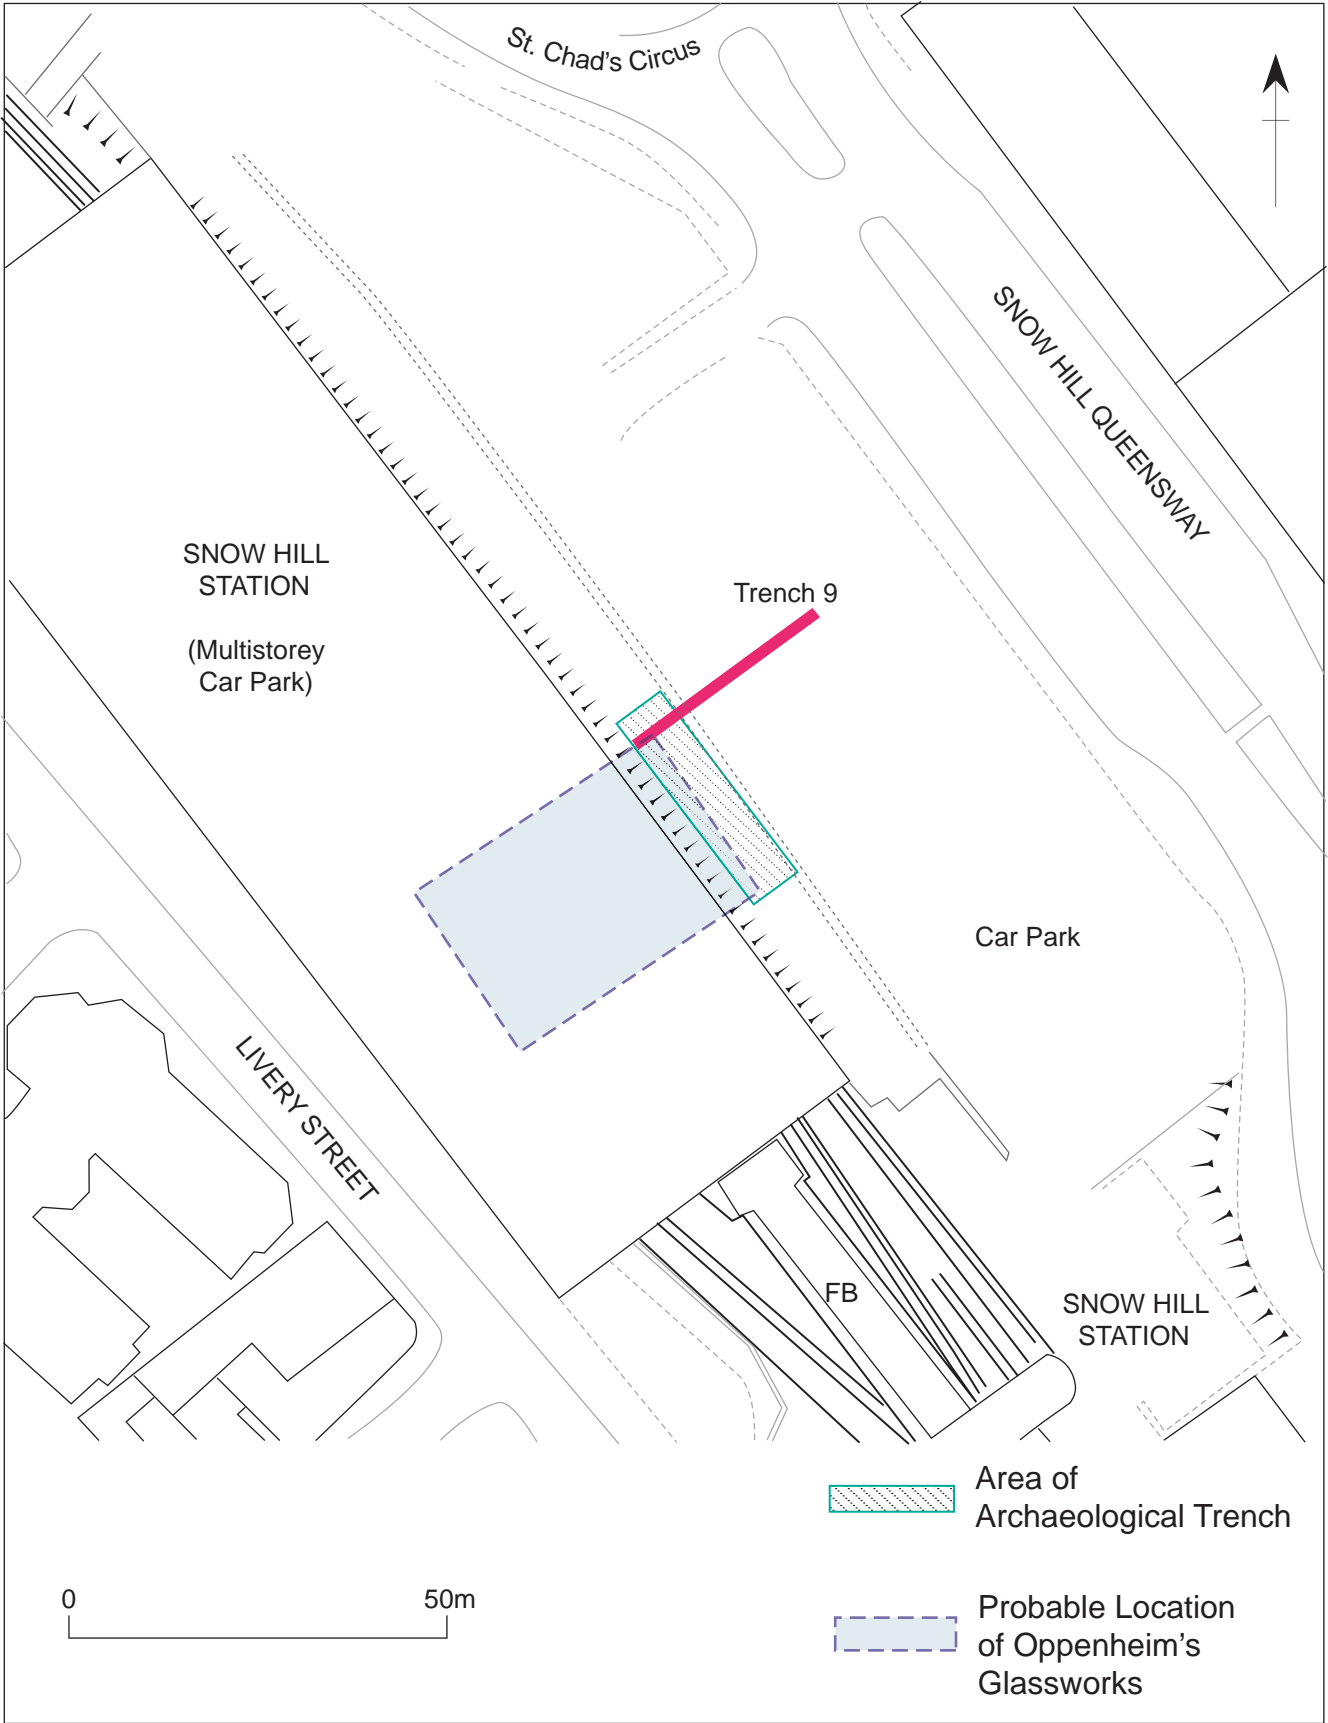 St. Chad's Circus
SNOW HILL QUEENSWAY
SNOW HILL
STATION
(Multistorey
Car Park)
Trench 9
Car Park
LIVERY STREET
FB
SNOW HILL
STATION
Area of
Archaeological Trench
0 50m
Probable Location
of Oppenheim's
Glassworks